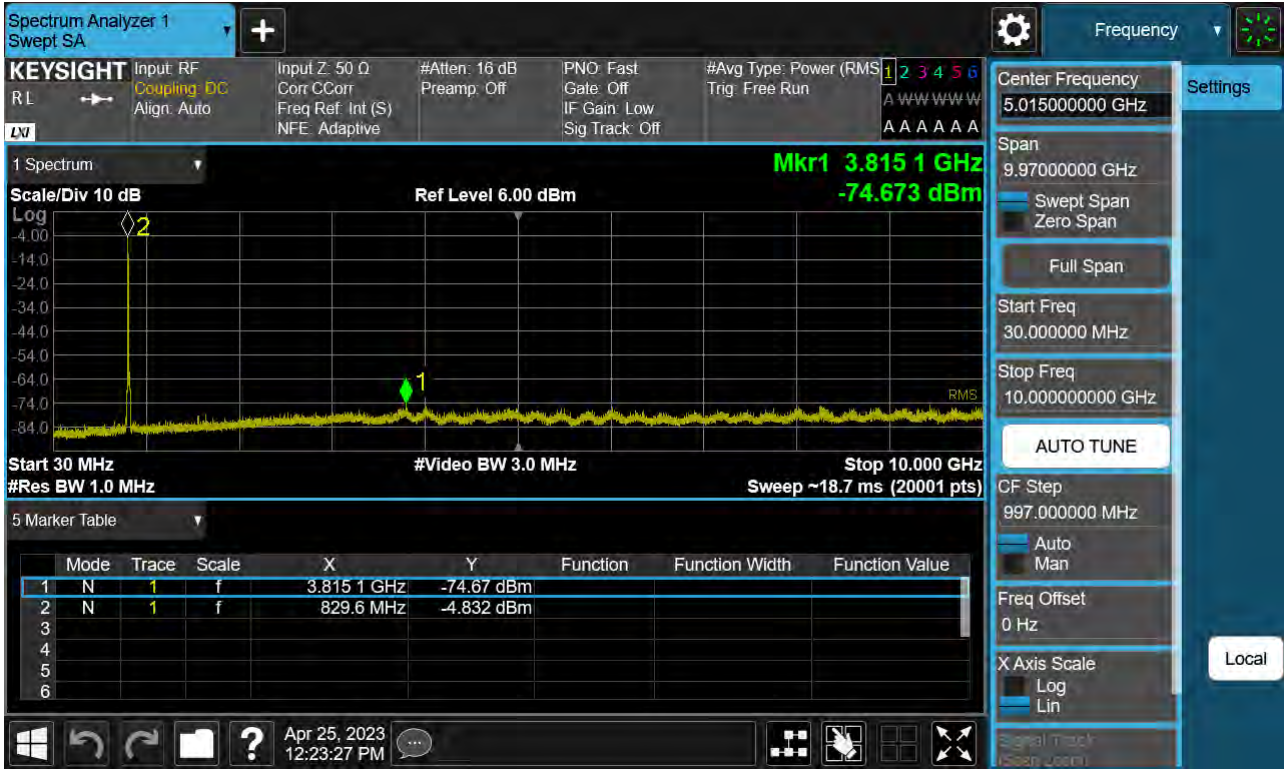 Spectrum Analyzer 1
Swept SA
Frequency
KEYSIGHT
RL
LXI
Input: RF
Coupling: DC
Align: Auto
Input Z: 50 Ω
Corr CCorr
Freq Ref: Int (S)
NFE: Adaptive
#Atten: 16 dB
Preamp: Off
PNO: Fast
Gate: Off
IF Gain: Low
Sig Track: Off
#Avg Type: Power (RMS
Trig: Free Run
1 2 3 4 5 6
A W W W W W
A A A A A A
1 Spectrum
Mkr1 3.815 1 GHz
-74.673 dBm
Scale/Div 10 dB
Ref Level 6.00 dBm
Log
-4.00
-14.0
-24.0
-34.0
-44.0
-54.0
-64.0
-74.0
-84.0
2
1
RMS
Start 30 MHz
#Video BW 3.0 MHz
Stop 10.000 GHz
#Res BW 1.0 MHz
Sweep ~18.7 ms (20001 pts)
5 Marker Table
Mode Trace Scale X Y Function Function Width Function Value
1 N 1 f 3.815 1 GHz -74.67 dBm
2 N 1 f 829.6 MHz -4.832 dBm
3
4
5
6
Apr 25, 2023
12:23:27 PM
Center Frequency
5.015000000 GHz
Settings
Span
9.97000000 GHz
Swept Span
Zero Span
Full Span
Start Freq
30.000000 MHz
Stop Freq
10.000000000 GHz
AUTO TUNE
CF Step
997.000000 MHz
Auto
Man
Freq Offset
0 Hz
X Axis Scale
Log
Lin
Local
Signal Track
(Span Zoom)